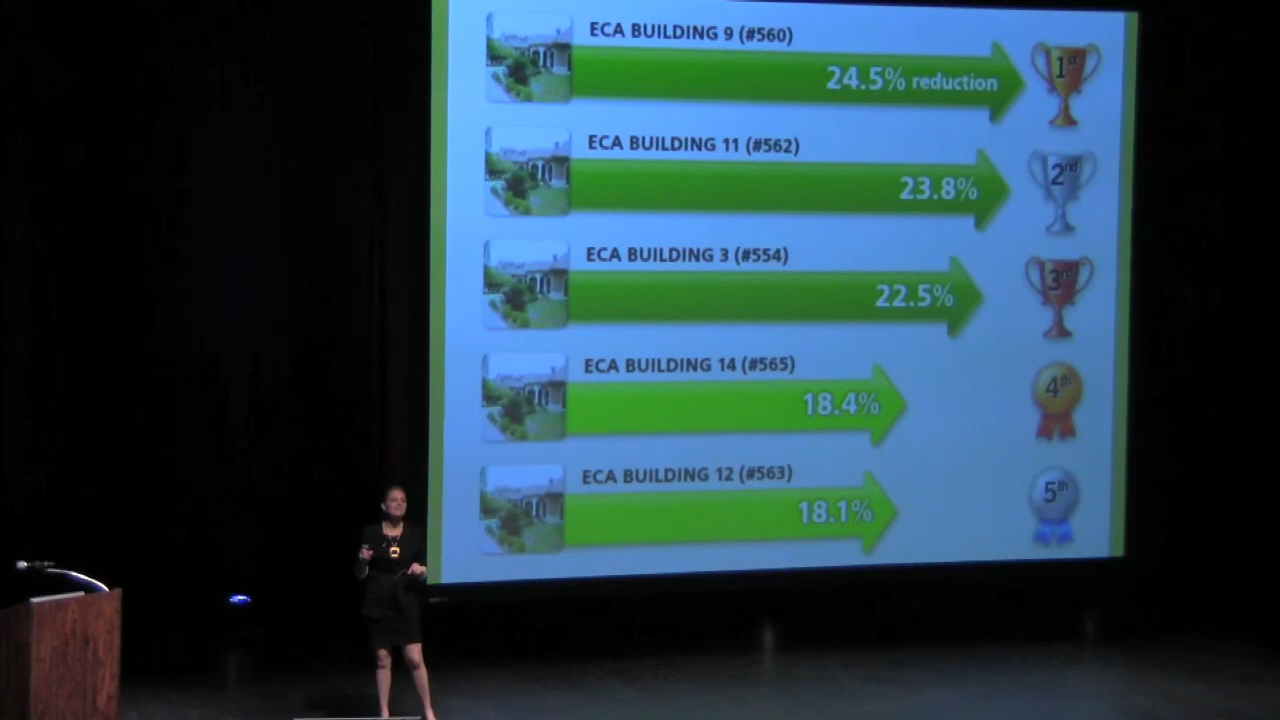 ECA BUILDING 9 (#560)
24.5% reduction
1st
ECA BUILDING 11 (#562)
23.8%
2nd
ECA BUILDING 3 (#554)
22.5%
3rd
ECA BUILDING 14 (#565)
18.4%
4th
ECA BUILDING 12 (#563)
18.1%
5th